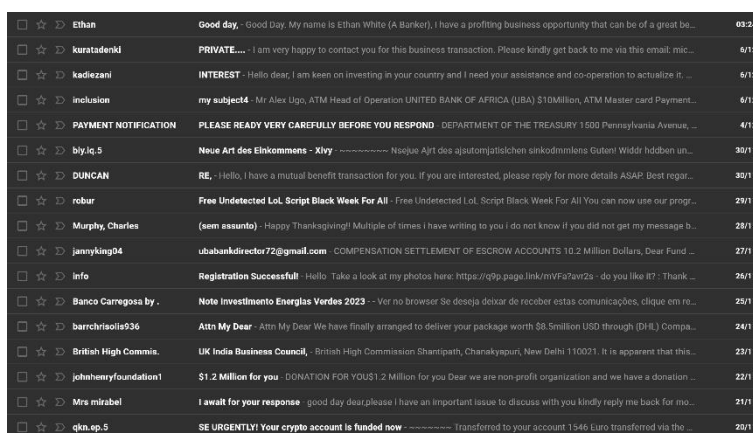 Ethan Good day, - Good Day. My name is Ethan White (A Banker), I have a profiting business opportunity that can be of a great be... 03:2
kuratadenki PRIVATE.... - I am very happy to contact you for this business transaction. Please kindly get back to me via this email: mic... 6/1
kadiezani INTEREST - Hello dear, I am keen on investing in your country and I need your assistance and co-operation to actualize it. ... 6/1
inclusion my subject4 - Mr Alex Ugo, ATM Head of Operation UNITED BANK OF AFRICA (UBA) $10Million, ATM Master card Payment... 6/1
PAYMENT NOTIFICATION PLEASE READY VERY CAREFULLY BEFORE YOU RESPOND - DEPARTMENT OF THE TREASURY 1500 Pennsylvania Avenue, ... 4/1
biy.iq.5 Neue Art des Einkommens - Xivy - ~~~~~~~~ Nsejue Ajrt des ajsutomjatislchen sinkodmmlens Guten! Widdr hddben un... 30/1
DUNCAN RE, - Hello, I have a mutual benefit transaction for you. If you are interested, please reply for more details ASAP. Best regar... 30/1
robur Free Undetected LoL Script Black Week For All - Free Undetected LoL Script Black Week For All You can now use our progr... 29/1
Murphy, Charles (sem assunto) - Happy Thanksgiving!! Multiple of times i have writing to you i do not know if you did not get my message b... 28/1
jannyking04 ubabankdirector72@gmail.com - COMPENSATION SETTLEMENT OF ESCROW ACCOUNTS 10.2 Million Dollars, Dear Fund ... 27/1
info Registration Successful! - Hello Take a look at my photos here: https://q9p.page.link/mVFa?avr2s - do you like it? : Thank ... 26/1
Banco Carregosa by . Note Investimento Energias Verdes 2023 - - Ver no browser Se deseja deixar de receber estas comunicações, clique em re... 25/1
barrchrisolis936 Attn My Dear - Attn My Dear We have finally arranged to deliver your package worth $8.5million USD through (DHL) Compa... 24/1
British High Commis. UK India Business Council, - British High Commission Shantipath, Chanakyapuri, New Delhi 110021. It is apparent that this... 23/1
johnhenryfoundation1 $1.2 Million for you - DONATION FOR YOU$1.2 Million for you Dear we are non-profit organization and we have a donation ... 22/1
Mrs mirabel I await for your response - good day dear,please i have an important issue to discuss with you kindly reply me back for mo... 21/1
qkn.ep.5 SE URGENTLY! Your crypto account is funded now - ~~~~~~~ Transferred to your account 1546 Euro transferred via the ... 20/1